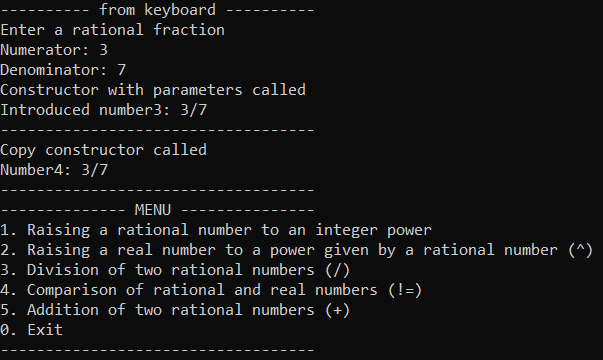 ---------- from keyboard ----------
Enter a rational fraction
Numerator: 3
Denominator: 7
Constructor with parameters called
Introduced number3: 3/7
-----------------------------------
Copy constructor called
Number4: 3/7
-----------------------------------
-------------- MENU ---------------
1. Raising a rational number to an integer power
2. Raising a real number to a power given by a rational number (^)
3. Division of two rational numbers (/)
4. Comparison of rational and real numbers (!=)
5. Addition of two rational numbers (+)
0. Exit
-----------------------------------